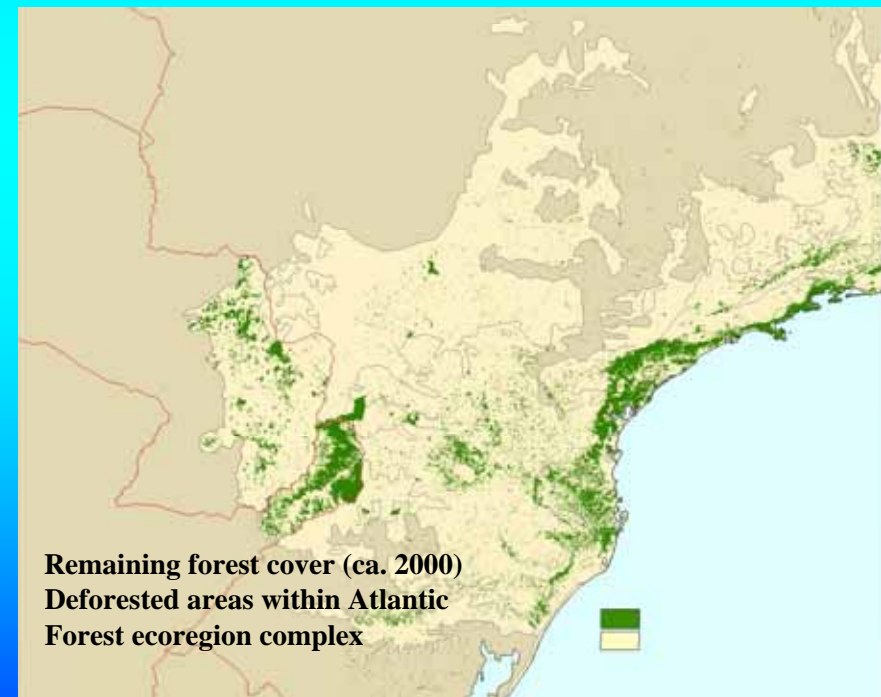 Remaining forest cover (ca. 2000)
Deforested areas within Atlantic
Forest ecoregion complex